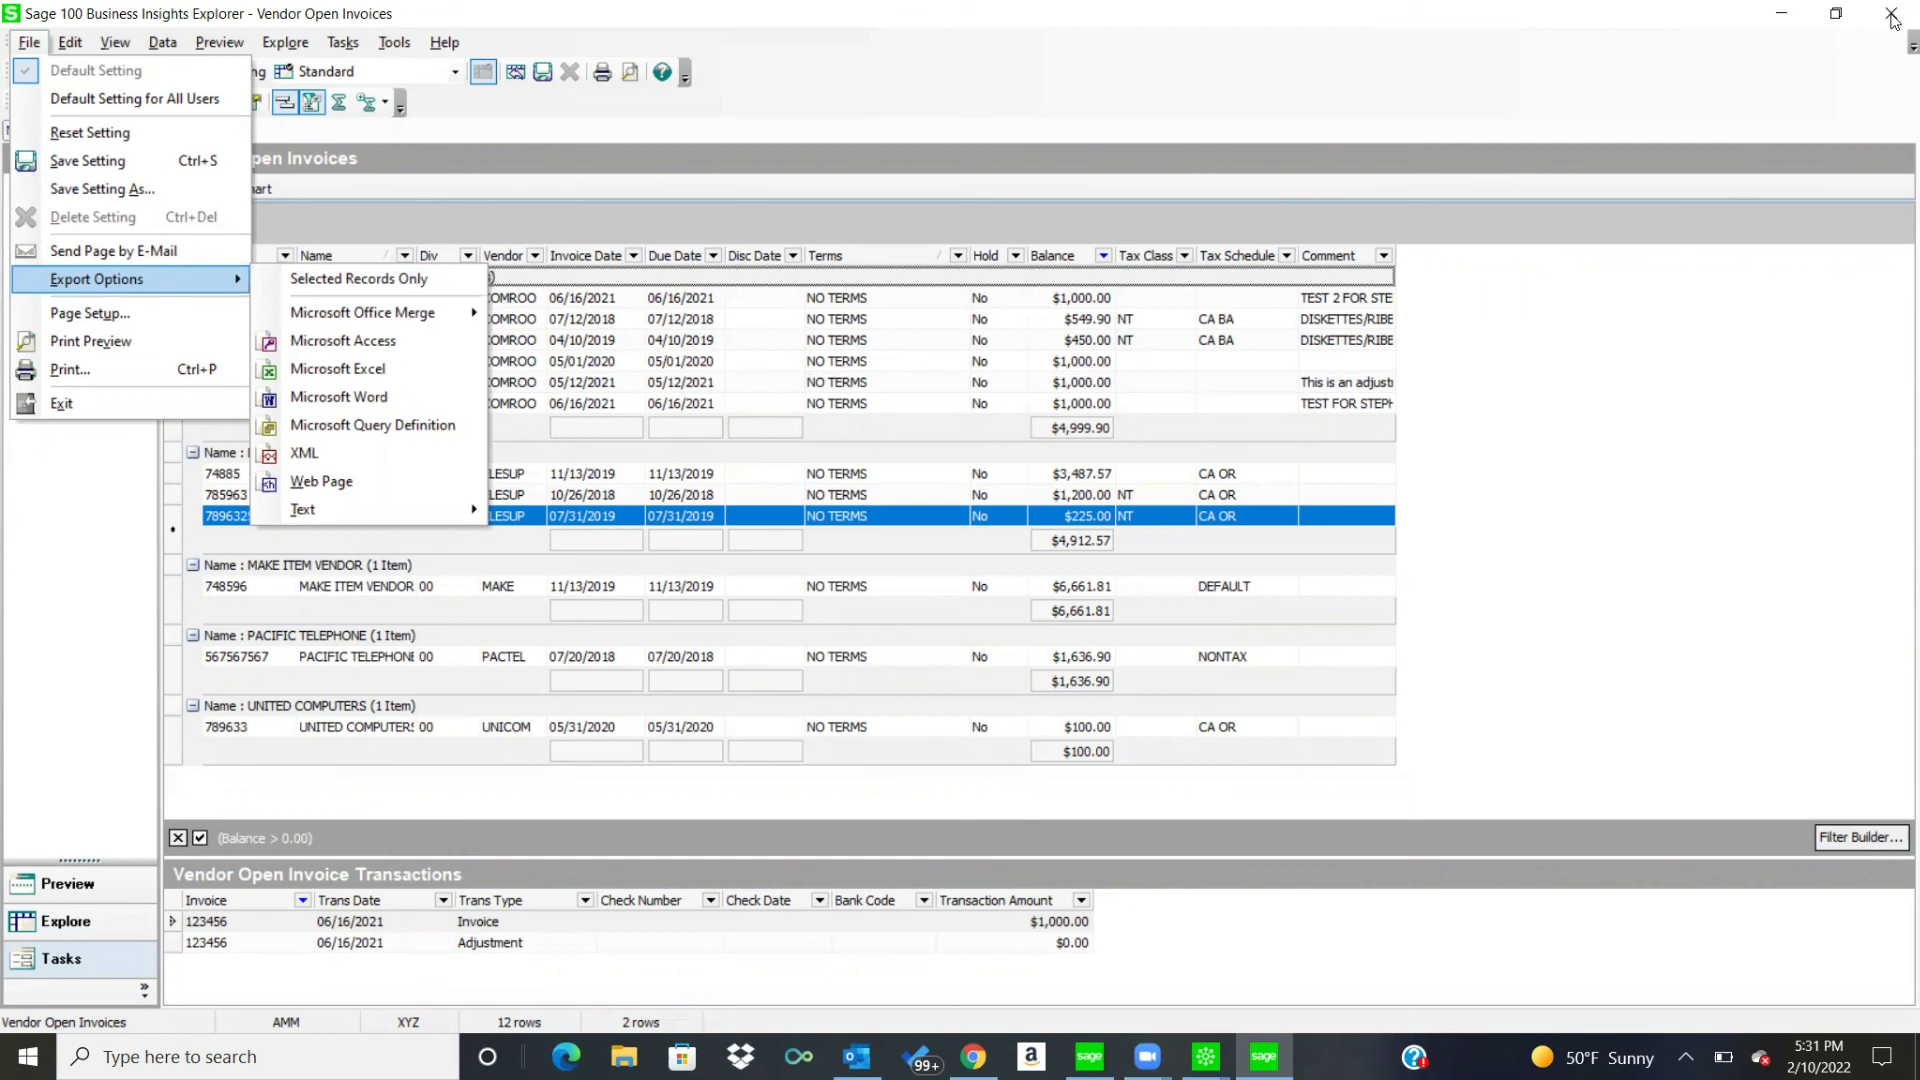 Sage 100 Business Insights Explorer - Vendor Open Invoices
File Edit View Data Preview Explore Tasks Tools Help
Default Setting
ng Standard
Default Setting for All Users
Reset Setting
Save Setting Ctrl+S
pen Invoices
Save Setting As...
hart
Delete Setting Ctrl+Del
Send Page by E-Mail
Name Div Vendor Invoice Date Due Date Disc Date Terms Hold Balance Tax Class Tax Schedule Comment
Export Options
Page Setup...
Print Preview
Print... Ctrl+P
Exit
Selected Records Only
Microsoft Office Merge
Microsoft Access
Microsoft Excel
Microsoft Word
Microsoft Query Definition
XML
Web Page
Text
OMROO 06/16/2021 06/16/2021 NO TERMS No $1,000.00 TEST 2 FOR STE
OMROO 07/12/2018 07/12/2018 NO TERMS No $549.90 NT CA BA DISKETTES/RIBE
OMROO 04/10/2019 04/10/2019 NO TERMS No $450.00 NT CA BA DISKETTES/RIBE
OMROO 05/01/2020 05/01/2020 NO TERMS No $1,000.00
OMROO 05/12/2021 05/12/2021 NO TERMS No $1,000.00 This is an adjust
OMROO 06/16/2021 06/16/2021 NO TERMS No $1,000.00 TEST FOR STEPH
$4,999.90
Name :
74885 LESUP 11/13/2019 11/13/2019 NO TERMS No $3,487.57 CA OR
785963 LESUP 10/26/2018 10/26/2018 NO TERMS No $1,200.00 NT CA OR
789632 LESUP 07/31/2019 07/31/2019 NO TERMS No $225.00 NT CA OR
$4,912.57
Name : MAKE ITEM VENDOR (1 Item)
748596 MAKE ITEM VENDOR 00 MAKE 11/13/2019 11/13/2019 NO TERMS No $6,661.81 DEFAULT
$6,661.81
Name : PACIFIC TELEPHONE (1 Item)
567567567 PACIFIC TELEPHONE 00 PACTEL 07/20/2018 07/20/2018 NO TERMS No $1,636.90 NONTAX
$1,636.90
Name : UNITED COMPUTERS (1 Item)
789633 UNITED COMPUTERS 00 UNICOM 05/31/2020 05/31/2020 NO TERMS No $100.00 CA OR
$100.00
(Balance > 0.00) Filter Builder...
Preview
Explore
Tasks
Vendor Open Invoice Transactions
Invoice Trans Date Trans Type Check Number Check Date Bank Code Transaction Amount
123456 06/16/2021 Invoice $1,000.00
123456 06/16/2021 Adjustment $0.00
Vendor Open Invoices AMM XYZ 12 rows 2 rows
Type here to search 99+ a sage sage 50°F Sunny 5:31 PM
2/10/2022